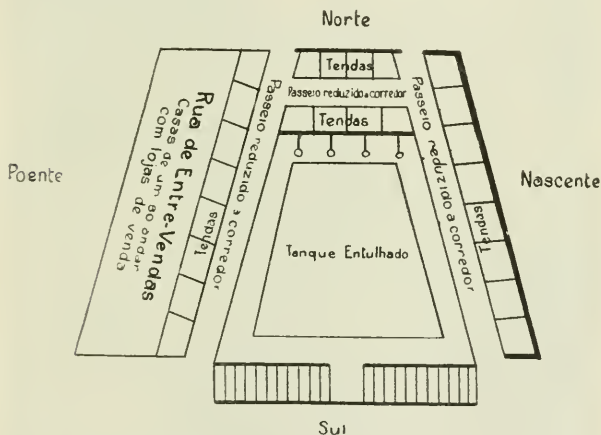 Norte
Tendas
Passeio reduzido a corredor
Tendas
Poente
Rua de Entre-Vendas
Casas de um só andar
com lojas de venda
Tendas
Passeio reduzido a corredor
Passeio reduzido a corredor
Tendas
Nascente
Tanque Entulhado
Sul